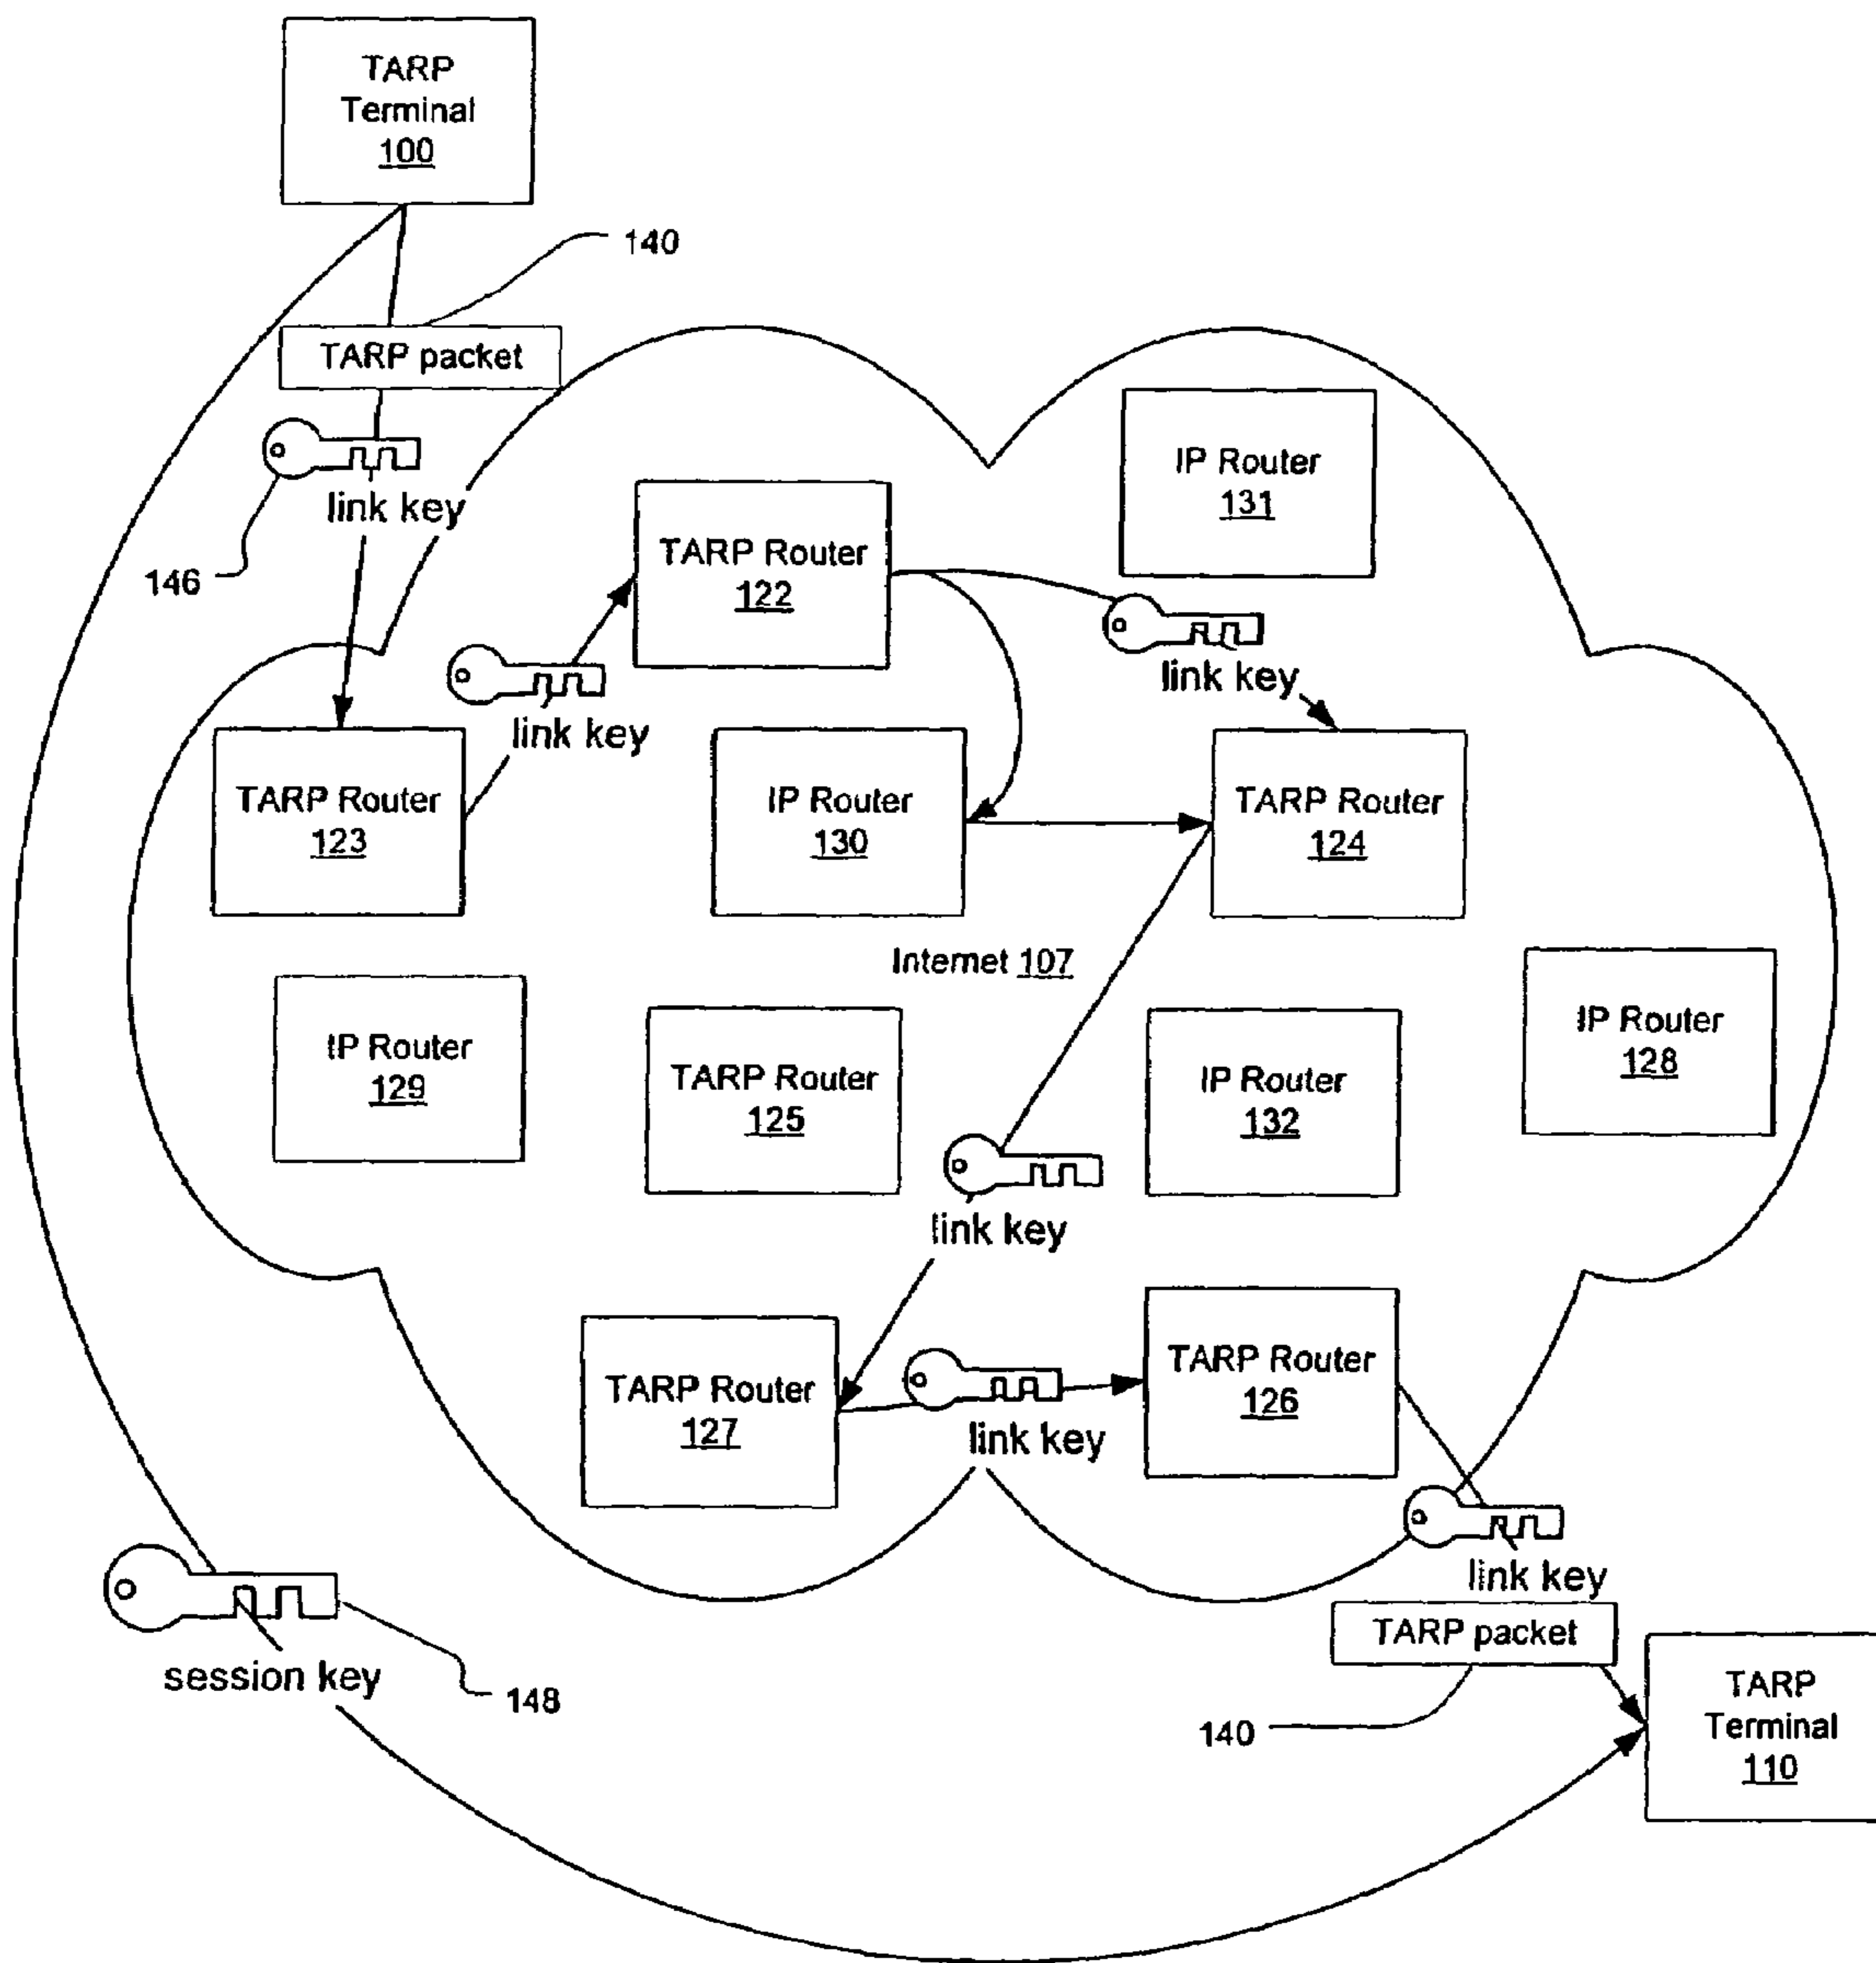 TARP
Terminal
100
140
TARP packet
link key
146
IP Router
131
TARP Router
122
link key
link key
TARP Router
123
IP Router
130
TARP Router
124
Internet 107
IP Router
129
TARP Router
125
IP Router
132
IP Router
128
link key
TARP Router
127
link key
TARP Router
126
link key
session key
148
TARP packet
140
TARP
Terminal
110